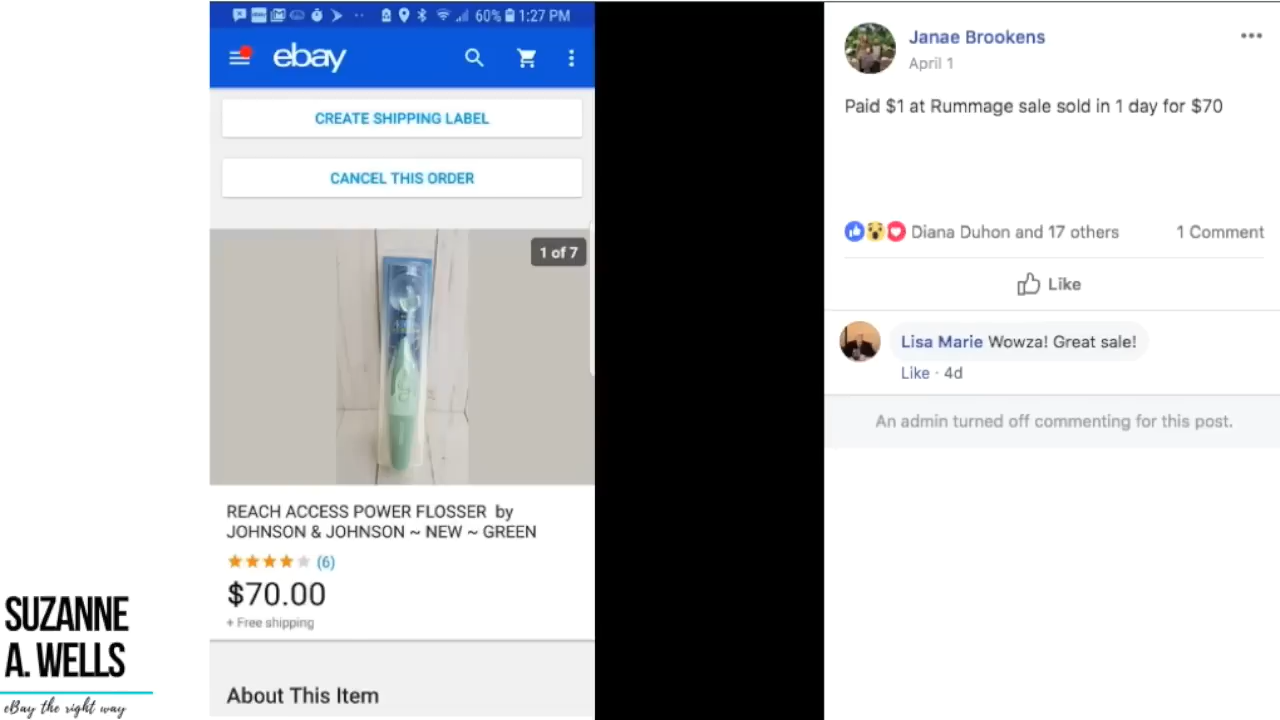 60% 1:27 PM
ebay
CREATE SHIPPING LABEL
CANCEL THIS ORDER
1 of 7
REACH ACCESS POWER FLOSSER by
JOHNSON & JOHNSON ~ NEW ~ GREEN
(6)
$70.00
+ Free shipping
About This Item
SUZANNE
A. WELLS
eBay the right way
Janae Brookens
April 1
Paid $1 at Rummage sale sold in 1 day for $70
Diana Duhon and 17 others 1 Comment
Like
Lisa Marie Wowza! Great sale!
Like · 4d
An admin turned off commenting for this post.